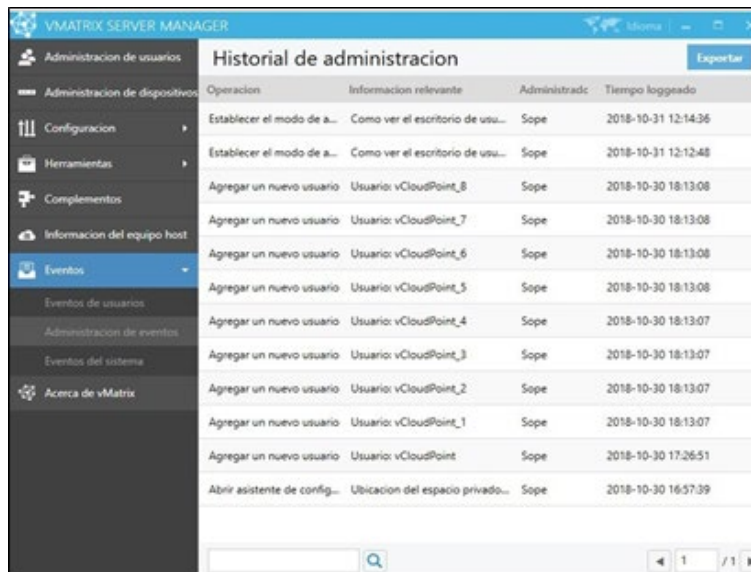 VMATRIX SERVER MANAGER
Idioma
Administracion de usuarios
Administracion de dispositivos
Configuracion
Herramientas
Complementos
Informacion del equipo host
Eventos
Eventos de usuarios
Administracion de eventos
Eventos del sistema
Acerca de vMatrix
Historial de administracion
Exportar
Operacion Informacion relevante Administradc Tiempo loggeado
Establecer el modo de a... Como ver el escritorio de usu... Sope 2018-10-31 12:14:36
Establecer el modo de a... Como ver el escritorio de usu... Sope 2018-10-31 12:12:48
Agregar un nuevo usuario Usuario: vCloudPoint_8 Sope 2018-10-30 18:13:08
Agregar un nuevo usuario Usuario: vCloudPoint_7 Sope 2018-10-30 18:13:08
Agregar un nuevo usuario Usuario: vCloudPoint_6 Sope 2018-10-30 18:13:08
Agregar un nuevo usuario Usuario: vCloudPoint_5 Sope 2018-10-30 18:13:08
Agregar un nuevo usuario Usuario: vCloudPoint_4 Sope 2018-10-30 18:13:07
Agregar un nuevo usuario Usuario: vCloudPoint_3 Sope 2018-10-30 18:13:07
Agregar un nuevo usuario Usuario: vCloudPoint_2 Sope 2018-10-30 18:13:07
Agregar un nuevo usuario Usuario: vCloudPoint_1 Sope 2018-10-30 18:13:07
Agregar un nuevo usuario Usuario: vCloudPoint Sope 2018-10-30 17:26:51
Abrir asistente de config... Ubicacion del espacio privado... Sope 2018-10-30 16:57:39
1 / 1